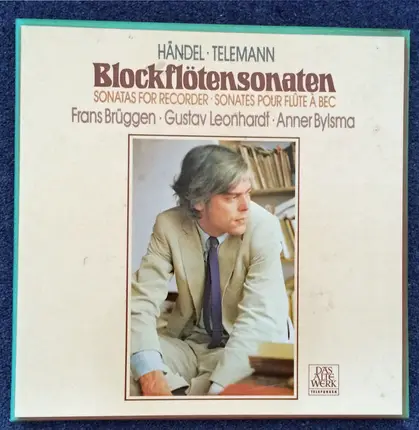 HÄNDEL · TELEMANN
Blockflötensonaten
SONATAS FOR RECORDER · SONATES POUR FLÛTE À BEC
Frans Brüggen · Gustav Leonhardt · Anner Bylsma
DAS
ALTE
WERK
TELEFUNKEN